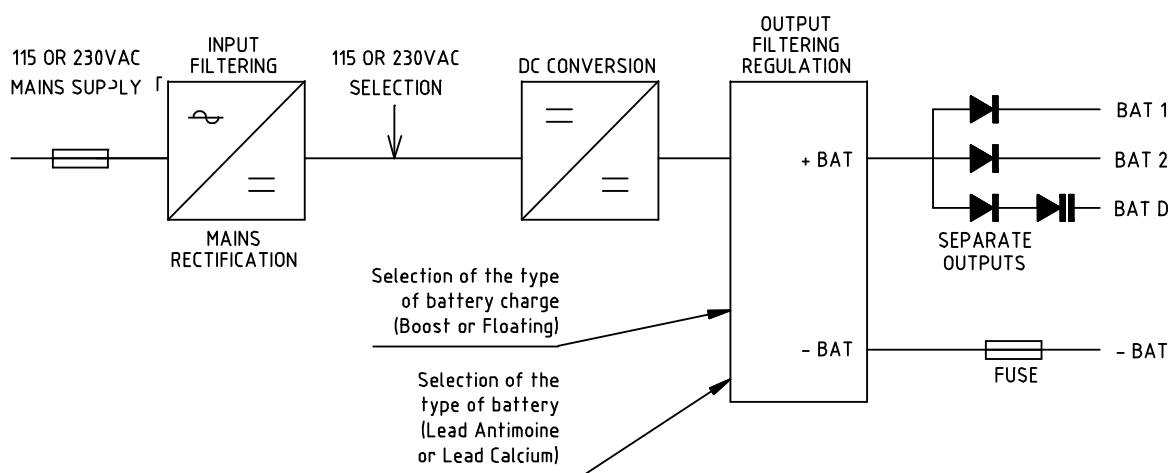 115 OR 230VAC
MAINS SUPPLY
INPUT
FILTERING
MAINS
RECTIFICATION
115 OR 230VAC
SELECTION
DC CONVERSION
OUTPUT
FILTERING
REGULATION
+ BAT
- BAT
BAT 1
BAT 2
BAT D
SEPARATE
OUTPUTS
- BAT
FUSE
Selection of the type
of battery charge
(Boost or Floating)
Selection of the
type of battery
(Lead Antimoine
or Lead Calcium)